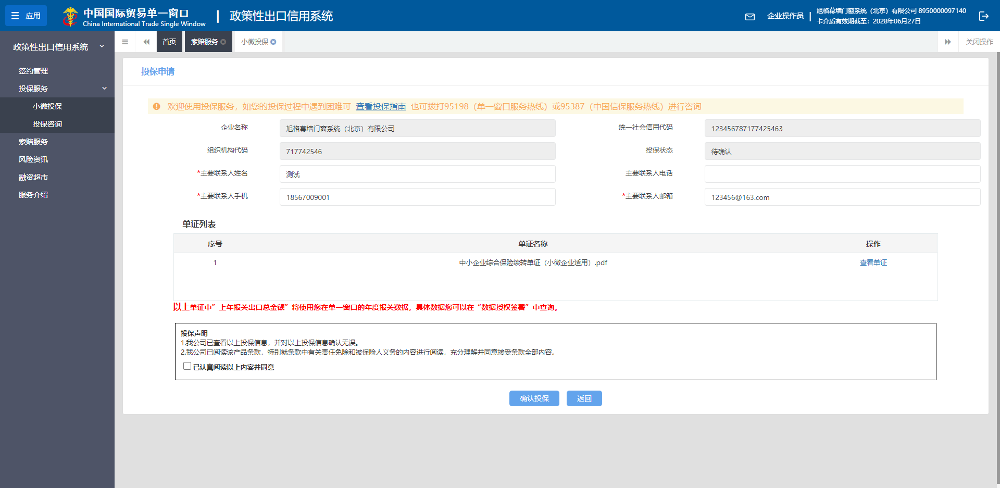 应用
中国国际贸易单一窗口
China International Trade Single Window
政策性出口信用系统
企业操作员
旭格幕墙门窗系统（北京）有限公司 8950000097140
卡介质有效期截至：2028年06月27日
政策性出口信用系统
签约管理
投保服务
小微投保
投保咨询
索赔服务
风险资讯
融资超市
服务介绍
首页
索赔服务
小微投保
关闭操作
投保申请
欢迎使用投保服务，如您的投保过程中遇到困难可 查看投保指南 也可拨打95198（单一窗口服务热线）或95387（中国信保服务热线）进行咨询
企业名称 旭格幕墙门窗系统（北京）有限公司 统一社会信用代码 123456787177425463
组织机构代码 717742546 投保状态 待确认
*主要联系人姓名 测试 主要联系人电话
*主要联系人手机 18567009001 *主要联系人邮箱 123456@163.com
单证列表
序号 单证名称 操作
1 中小企业综合保险续转单证（小微企业适用）.pdf 查看单证
以上单证中”上年报关出口总金额”将使用您在单一窗口的年度报关数据，具体数据您可以在“数据授权签署”中查询。
投保声明
1.我公司已查看以上投保信息，并对以上投保信息确认无误。
2.我公司已阅读该产品条款，特别就条款中有关责任免除和被保险人义务的内容进行阅读，充分理解并同意接受条款全部内容。
已认真阅读以上内容并同意
确认投保 返回